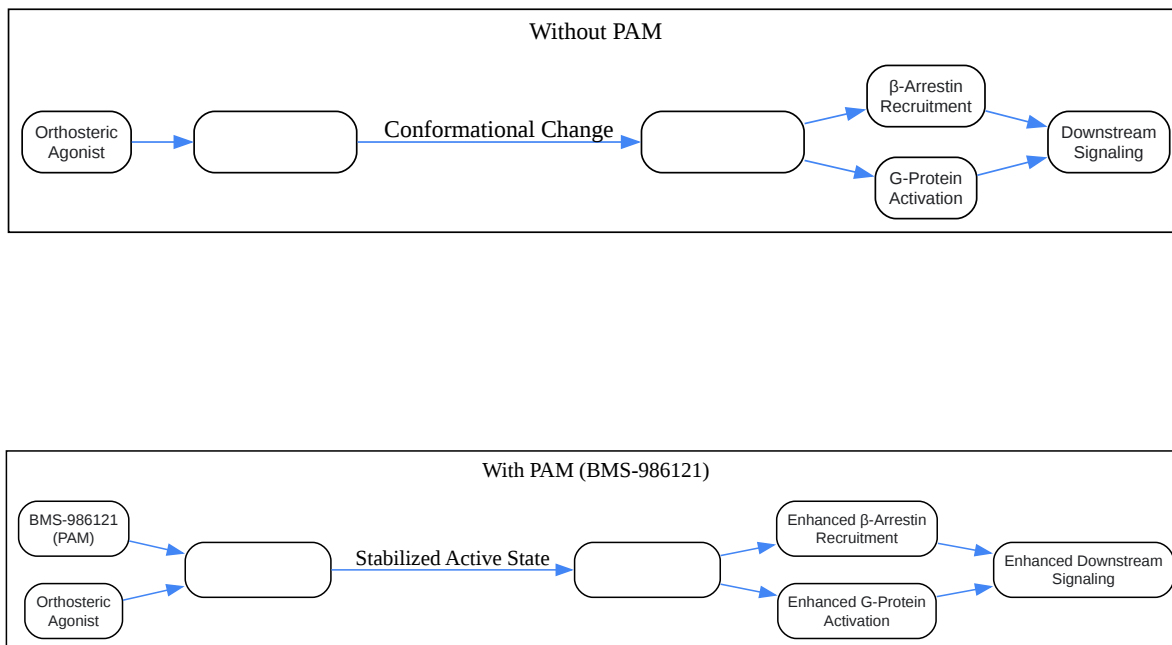 Without PAM
Orthosteric
Agonist
Conformational Change
β-Arrestin
Recruitment
G-Protein
Activation
Downstream
Signaling
With PAM (BMS-986121)
BMS-986121
(PAM)
Orthosteric
Agonist
Stabilized Active State
Enhanced β-Arrestin
Recruitment
Enhanced G-Protein
Activation
Enhanced Downstream
Signaling